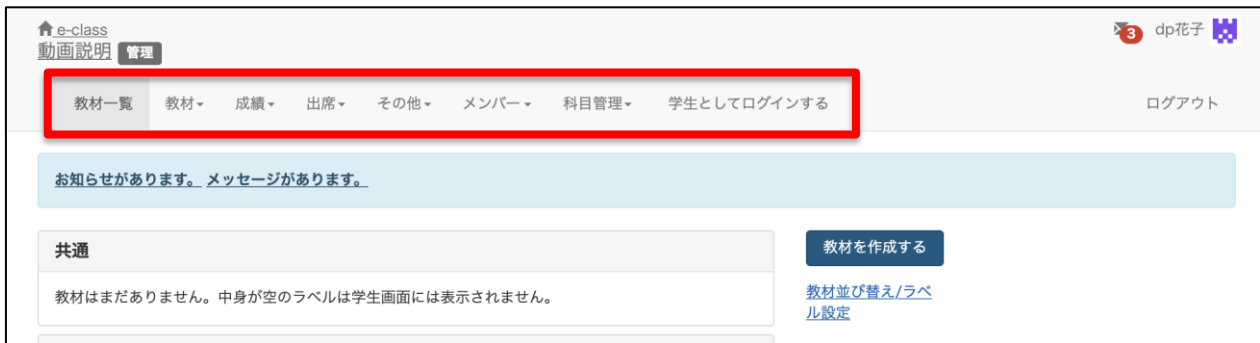 e-class
動画説明 管理
3 dp花子
教材一覧 教材 成績 出席 その他 メンバー 科目管理 学生としてログインする ログアウト
お知らせがあります。 メッセージがあります。
共通
教材はまだありません。中身が空のラベルは学生画面には表示されません。
教材を作成する
教材並び替え/ラベ
ル設定